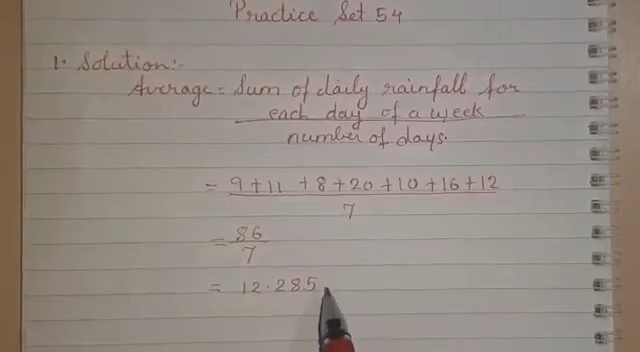 Practice Set 54
1. Solution:-
Average = Sum of daily rainfall for
each day of a week
number of days.
= 9+11 +8+20+10+16+12
7
= 86
7
= 12.285